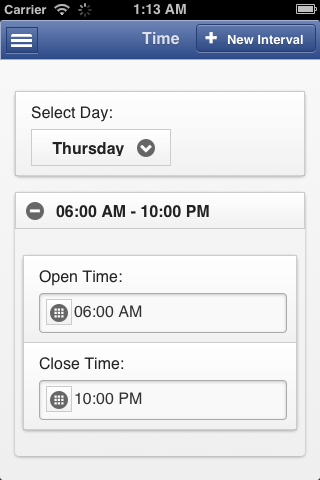 Carrier 1:13 AM
Time + New Interval
Select Day:
Thursday
06:00 AM - 10:00 PM
Open Time:
06:00 AM
Close Time:
10:00 PM